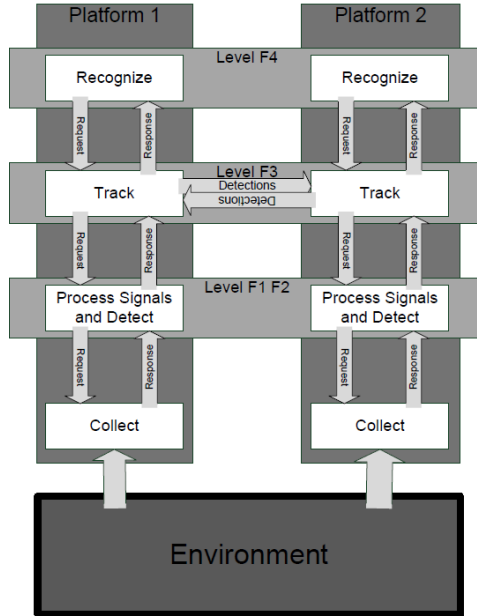 Platform 1
Platform 2
Level F4
Recognize
Recognize
Request
Response
Request
Response
Level F3
Track
Detections
Detections
Track
Request
Response
Request
Response
Level F1 F2
Process Signals
and Detect
Process Signals
and Detect
Request
Response
Request
Response
Collect
Collect
Environment